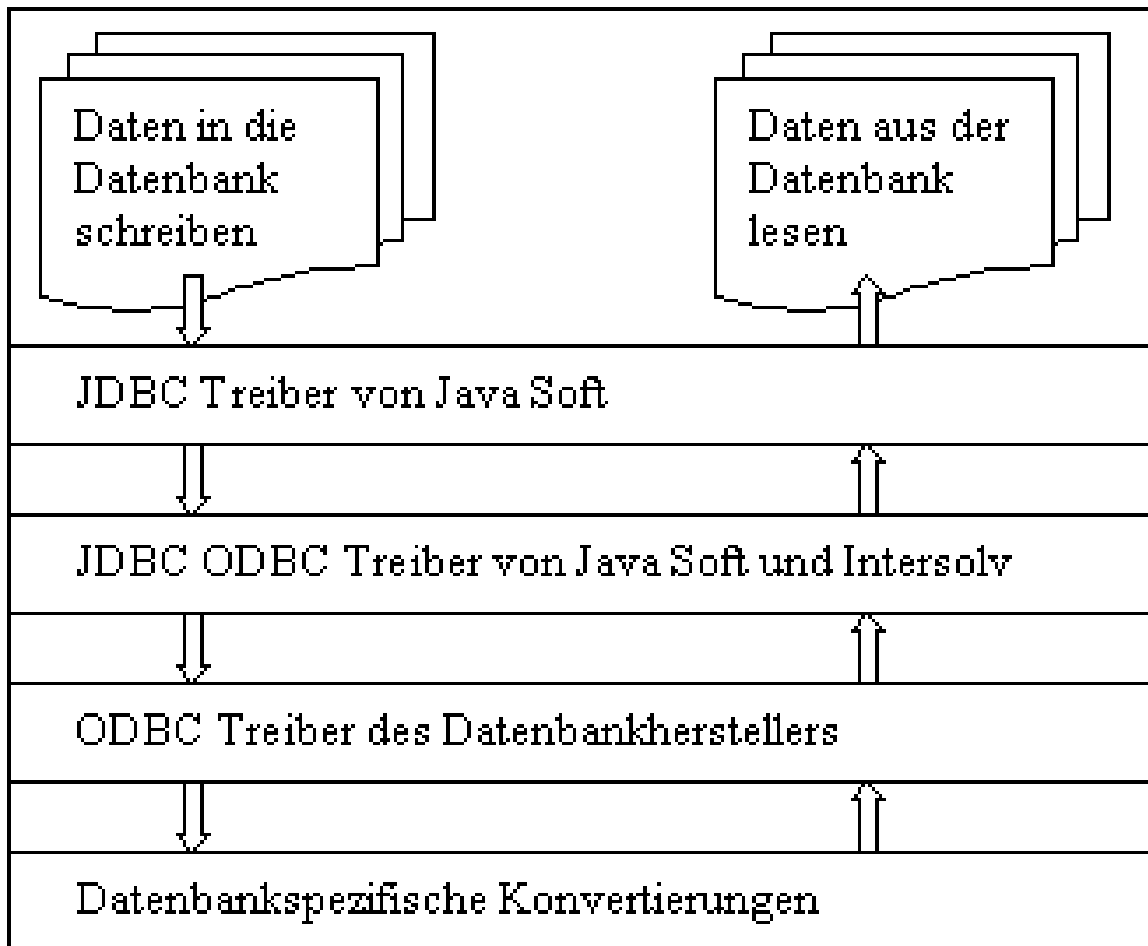 Daten in die
Datenbank
schreiben
Daten aus der
Datenbank
lesen
JDBC Treiber von Java Soft
JDBC ODBC Treiber von Java Soft und Intersolv
ODBC Treiber des Datenbankherstellers
Datenbankspezifische Konvertierungen